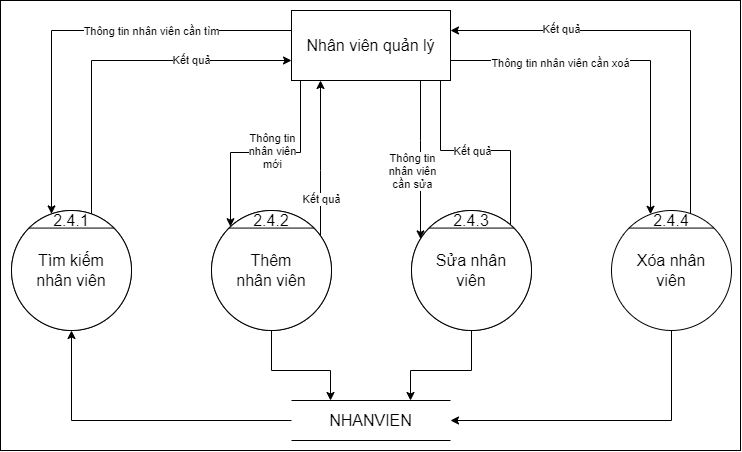 Thông tin nhân viên cần tìm
Nhân viên quản lý
Kết quả
Kết quả
Thông tin nhân viên cần xoá
Thông tin
nhân viên
mới
Thông tin
nhân viên
cần sửa
Kết quả
Kết quả
2.4.1
Tìm kiếm
nhân viên
2.4.2
Thêm
nhân viên
2.4.3
Sửa nhân
viên
2.4.4
Xóa nhân
viên
NHANVIEN